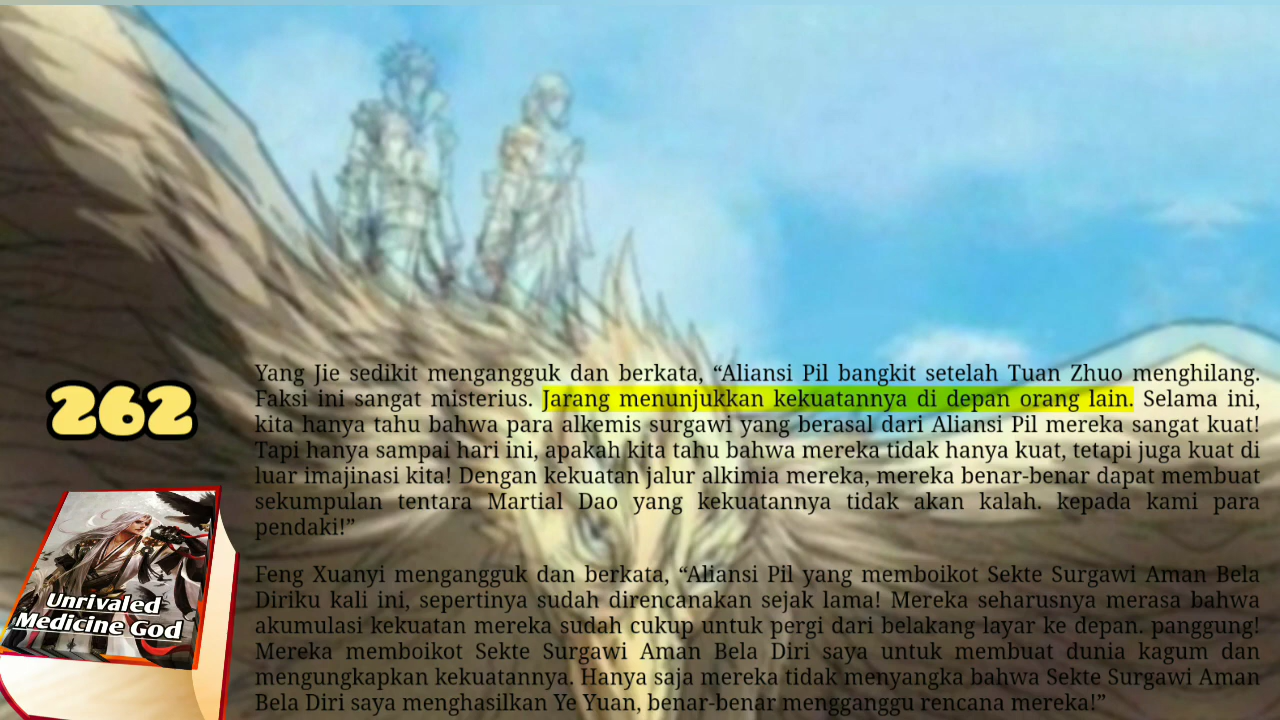 Yang Jie sedikit mengangguk dan berkata, “Aliansi Pil bangkit setelah Tuan Zhuo menghilang.
Faksi ini sangat misterius. Jarang menunjukkan kekuatannya di depan orang lain. Selama ini,
kita hanya tahu bahwa para alkemis surgawi yang berasal dari Aliansi Pil mereka sangat kuat!
Tapi hanya sampai hari ini, apakah kita tahu bahwa mereka tidak hanya kuat, tetapi juga kuat di
luar imajinasi kita! Dengan kekuatan jalur alkimia mereka, mereka benar-benar dapat membuat
sekumpulan tentara Martial Dao yang kekuatannya tidak akan kalah. kepada kami para
pendaki!”
262
Feng Xuanyi mengangguk dan berkata, “Aliansi Pil yang memboikot Sekte Surgawi Aman Bela
Diriku kali ini, sepertinya sudah direncanakan sejak lama! Mereka seharusnya merasa bahwa
akumulasi kekuatan mereka sudah cukup untuk pergi dari belakang layar ke depan. panggung!
Mereka memboikot Sekte Surgawi Aman Bela Diri saya untuk membuat dunia kagum dan
mengungkapkan kekuatannya. Hanya saja mereka tidak menyangka bahwa Sekte Surgawi Aman
Bela Diri saya menghasilkan Ye Yuan, benar-benar mengganggu rencana mereka!”
Unrivaled
Medicine God